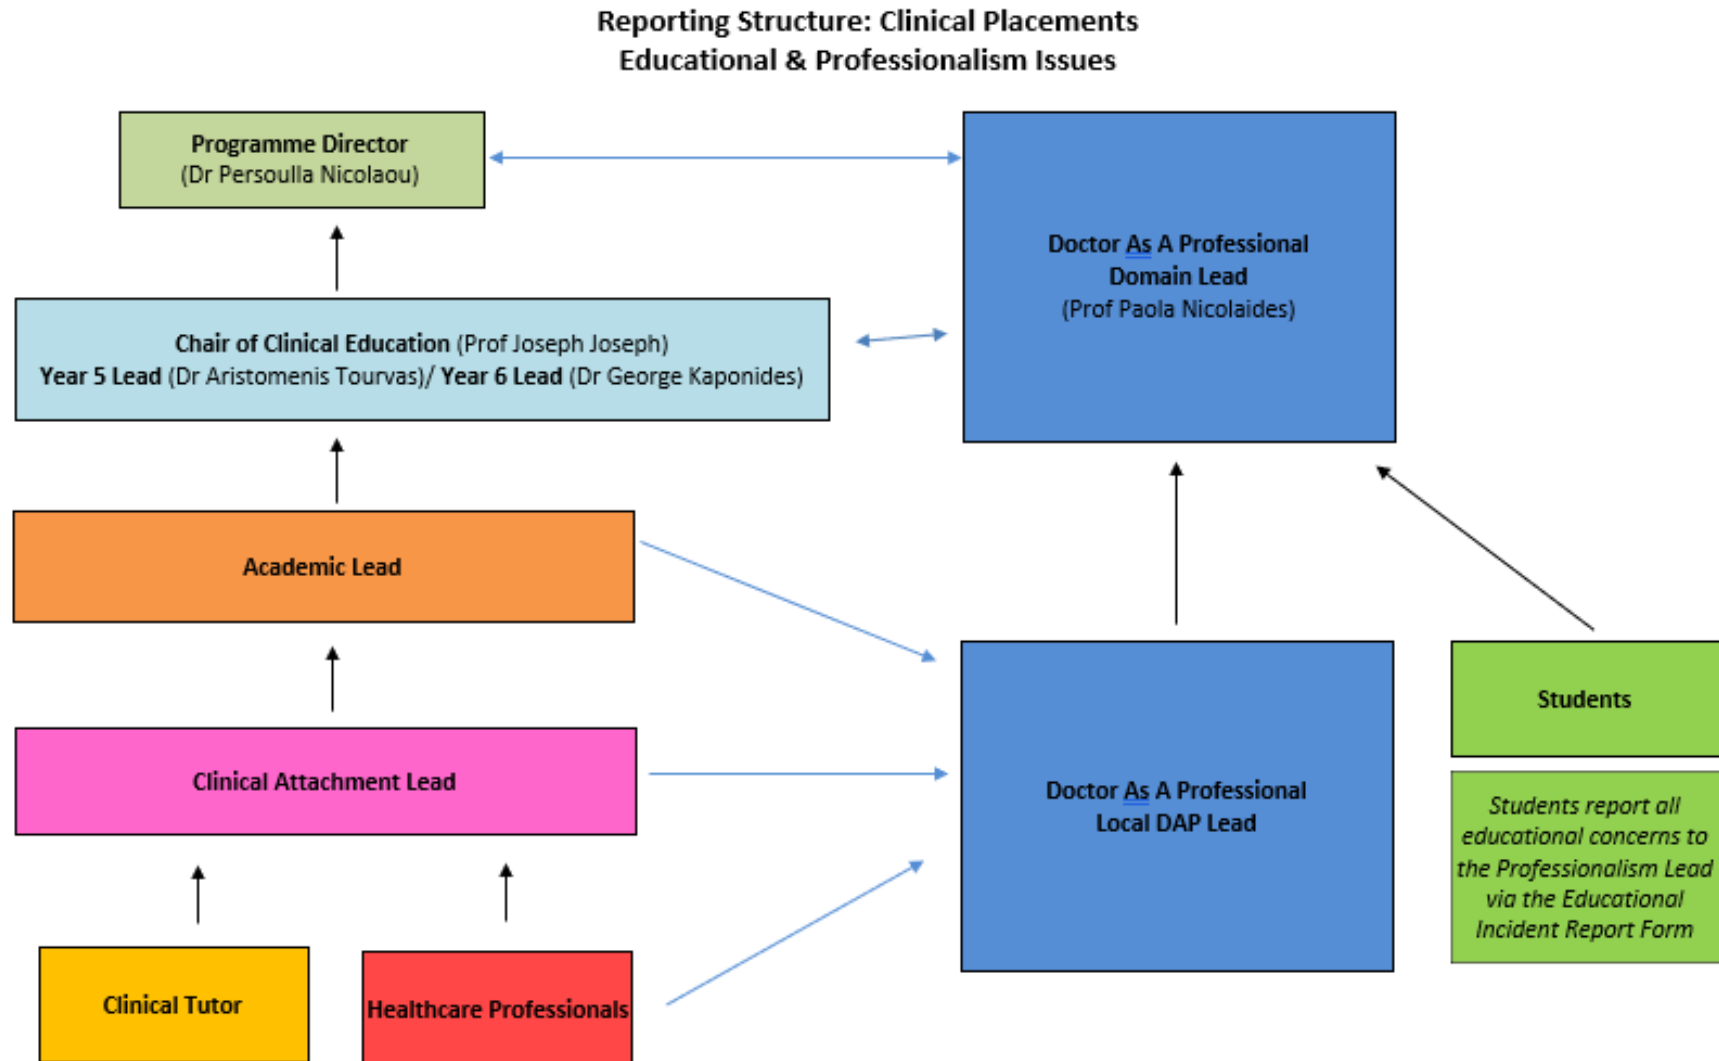 Reporting Structure: Clinical Placements
Educational & Professionalism Issues
Programme Director
(Dr Persoulla Nicolaou)
Doctor As A Professional
Domain Lead
(Prof Paola Nicolaides)
Chair of Clinical Education (Prof Joseph Joseph)
Year 5 Lead (Dr Aristomenis Tourvas)/ Year 6 Lead (Dr George Kaponides)
Academic Lead
Clinical Attachment Lead
Doctor As A Professional
Local DAP Lead
Students
Students report all
educational concerns to
the Professionalism Lead
via the Educational
Incident Report Form
Clinical Tutor
Healthcare Professionals